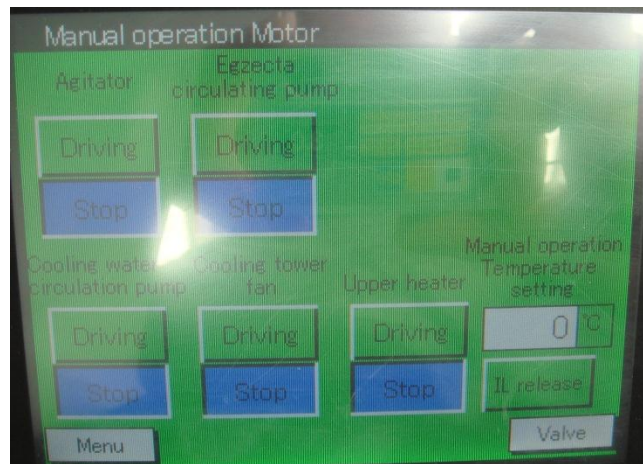 Manual operation Motor
Agitator
Egzecta
circulating pump
Driving
Driving
Stop
Stop
Cooling water
circulation pump
Cooling tower
fan
Upper heater
Manual operation
Temperature
setting
Driving
Driving
Driving
0 ℃
Stop
Stop
Stop
IL release
Menu
Valve